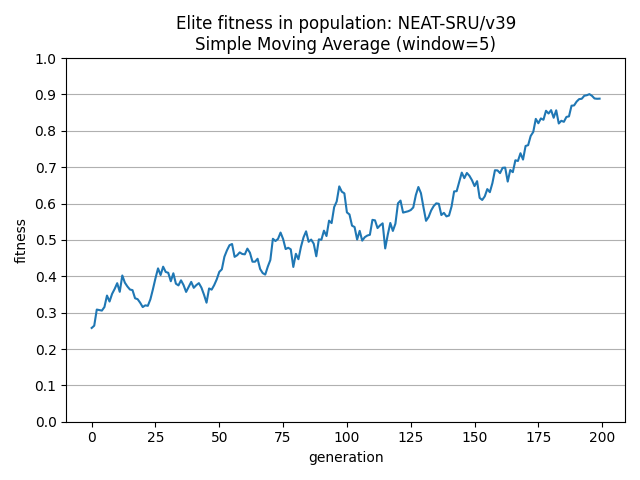 Elite fitness in population: NEAT-SRU/v39
Simple Moving Average (window=5)
1.0
0.9
0.8
0.7
0.6
0.5
0.4
0.3
0.2
0.1
0.0
fitness
0 25 50 75 100 125 150 175 200
generation